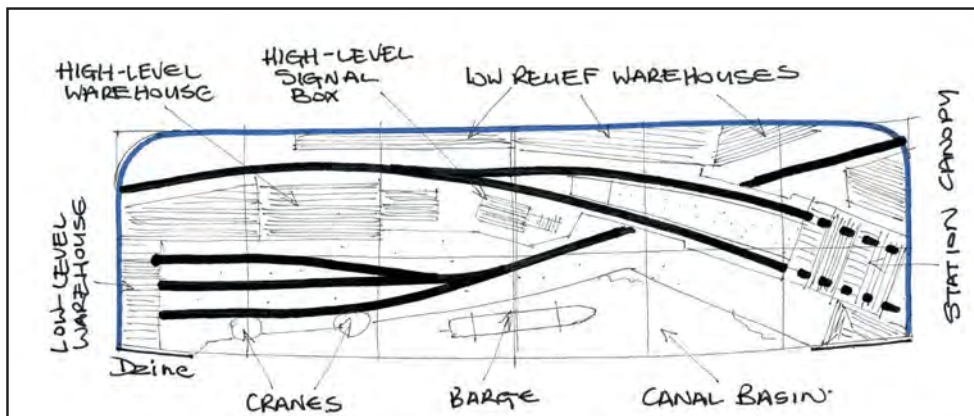 HIGH-LEVEL
WAREHOUSE
HIGH-LEVEL
SIGNAL
BOX
LOW RELIEF WAREHOUSES
STATION CANOPY
LOW-LEVEL
WAREHOUSE
Dzine
CRANES
BARGE
CANAL BASIN